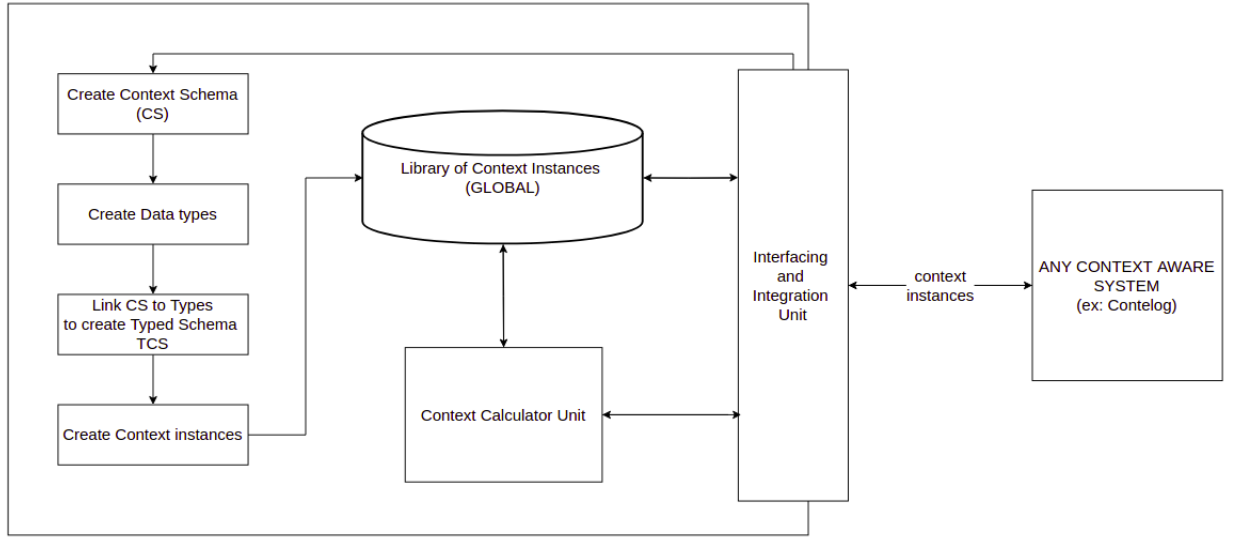 Create Context Schema
(CS)
Create Data types
Link CS to Types
to create Typed Schema
TCS
Create Context instances
Library of Context Instances
(GLOBAL)
Context Calculator Unit
Interfacing
and
Integration
Unit
context
instances
ANY CONTEXT AWARE
SYSTEM
(ex: Contelog)